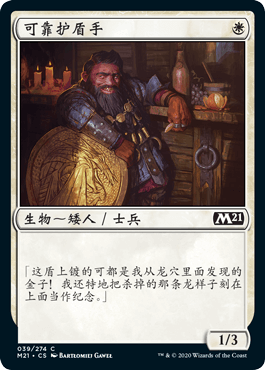 可靠护盾手
生物～矮人／士兵
M21
「这盾上镀的可都是我从龙穴里面发现的
金子！我还特地把杀掉的那条龙样子刻在
上面当作纪念。」
1/3
039/274 C
M21 • CS BARTŁOMIEJ GAWEŁ
™ & © 2020 Wizards of the Coast